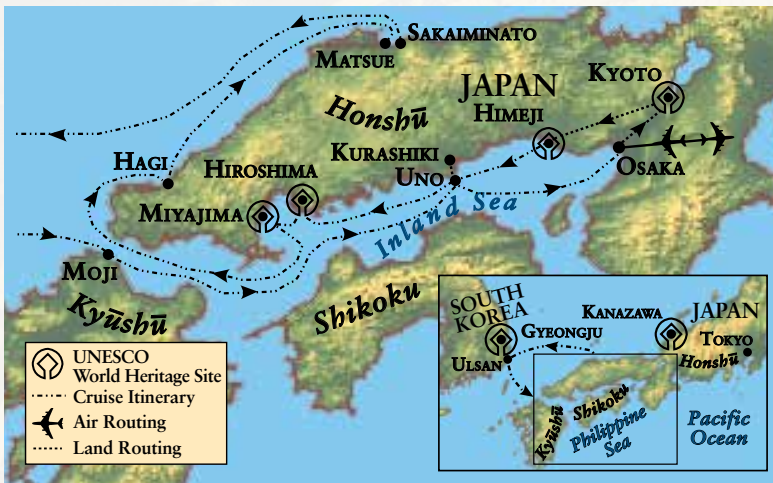 SAKAIMINATO
MATSUE
JAPAN
KYOTO
Honshū
HIMEJI
KURASHIKI
HAGI
HIROSHIMA
UNO
OSAKA
MIYAJIMA
Inland Sea
MOJI
Kyūshū
Shikoku
UNESCO
World Heritage Site
Cruise Itinerary
Air Routing
Land Routing
SOUTH
KOREA
GYEONGJU
ULSAN
KANAZAWA
JAPAN
TOKYO
Honshū
Kyūshū
Shikoku
Philippine
Sea
Pacific
Ocean